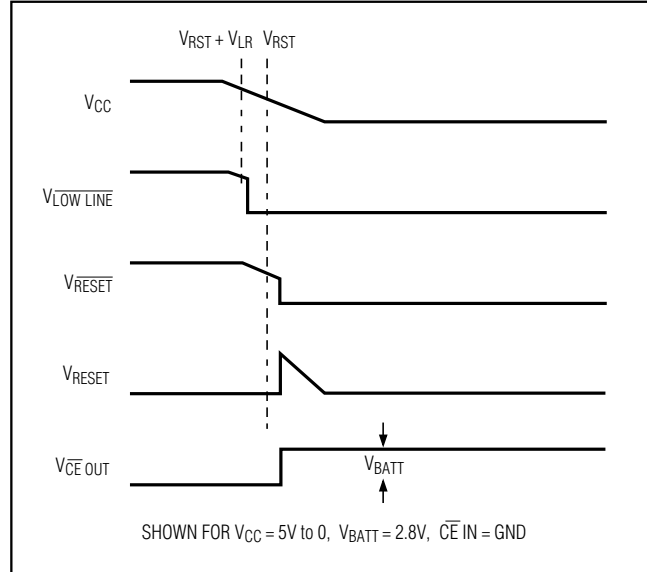 VRST + VLR VRST
VCC
VLOW LINE
VRESET
VRESET
VCE OUT
VBATT
SHOWN FOR VCC = 5V to 0, VBATT = 2.8V, CE IN = GND